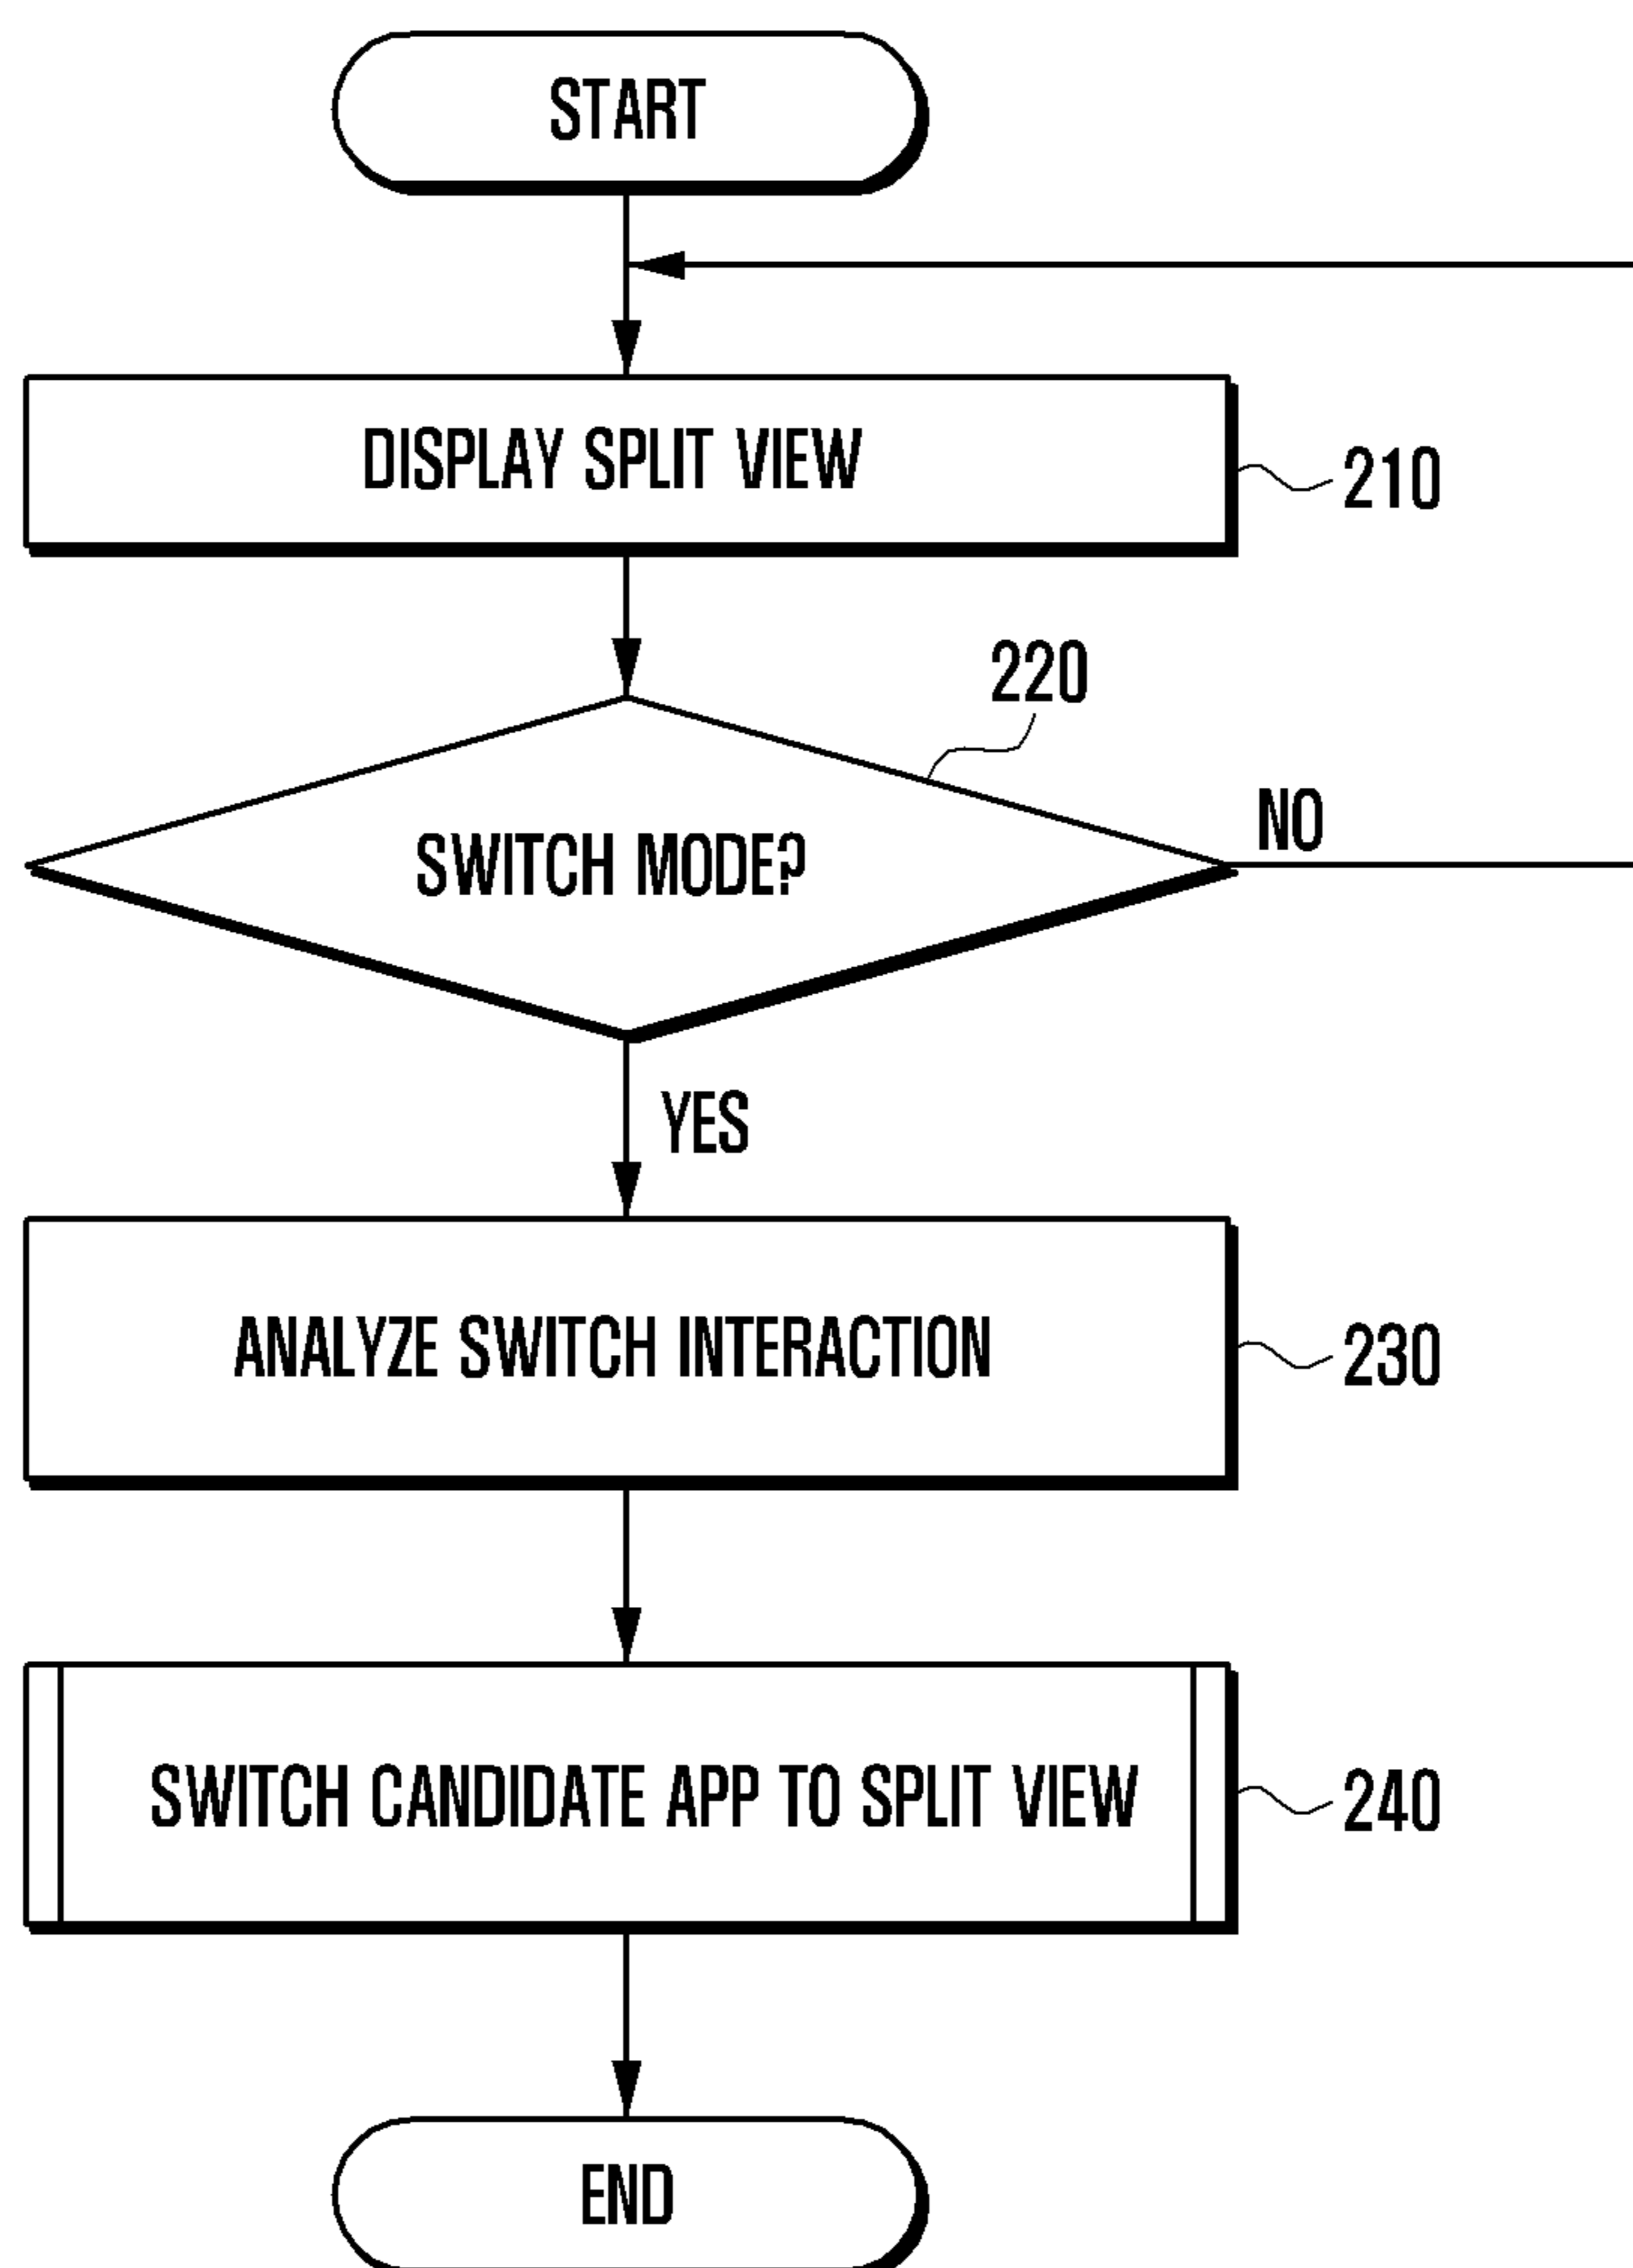 START
DISPLAY SPLIT VIEW
210
220
SWITCH MODE?
NO
YES
ANALYZE SWITCH INTERACTION
230
SWITCH CANDIDATE APP TO SPLIT VIEW
240
END